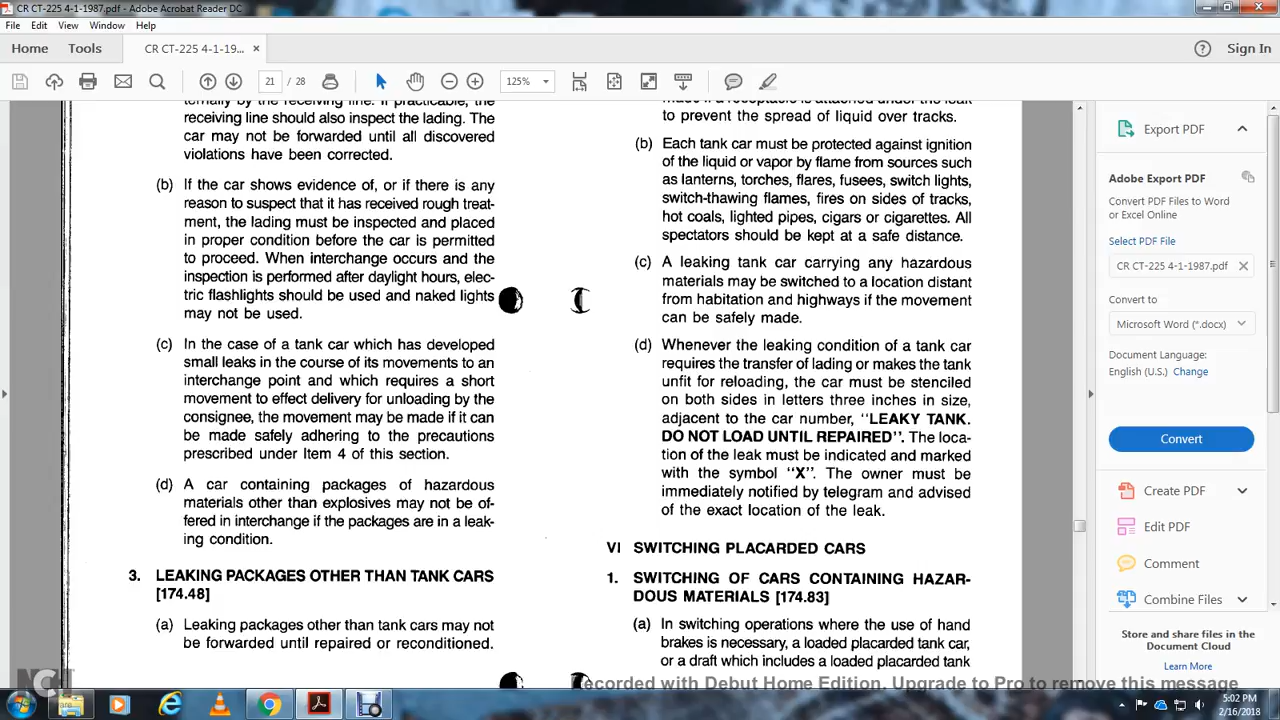 CR CT-225 4-1-1987.pdf - Adobe Acrobat Reader DC
File Edit View Window Help
Home Tools CR CT-225 4-1-19... × Sign In
21 / 28 125%
ternally by the receiving line. If practicable, the
receiving line should also inspect the lading. The
car may not be forwarded until all discovered
violations have been corrected.
(b) If the car shows evidence of, or if there is any
reason to suspect that it has received rough treat-
ment, the lading must be inspected and placed
in proper condition before the car is permitted
to proceed. When interchange occurs and the
inspection is performed after daylight hours, elec-
tric flashlights should be used and naked lights
may not be used.
(c) In the case of a tank car which has developed
small leaks in the course of its movements to an
interchange point and which requires a short
movement to effect delivery for unloading by the
consignee, the movement may be made if it can
be made safely adhering to the precautions
prescribed under Item 4 of this section.
(d) A car containing packages of hazardous
materials other than explosives may not be of-
fered in interchange if the packages are in a leak-
ing condition.
3. LEAKING PACKAGES OTHER THAN TANK CARS
[174.48]
(a) Leaking packages other than tank cars may not
be forwarded until repaired or reconditioned.
made if a receptacle is attached under the leak
to prevent the spread of liquid over tracks.
(b) Each tank car must be protected against ignition
of the liquid or vapor by flame from sources such
as lanterns, torches, flares, fusees, switch lights,
switch-thawing flames, fires on sides of tracks,
hot coals, lighted pipes, cigars or cigarettes. All
spectators should be kept at a safe distance.
(c) A leaking tank car carrying any hazardous
materials may be switched to a location distant
from habitation and highways if the movement
can be safely made.
(d) Whenever the leaking condition of a tank car
requires the transfer of lading or makes the tank
unfit for reloading, the car must be stenciled
on both sides in letters three inches in size,
adjacent to the car number, "LEAKY TANK.
DO NOT LOAD UNTIL REPAIRED". The loca-
tion of the leak must be indicated and marked
with the symbol "X". The owner must be
immediately notified by telegram and advised
of the exact location of the leak.
VI SWITCHING PLACARDED CARS
1. SWITCHING OF CARS CONTAINING HAZAR-
DOUS MATERIALS [174.83]
(a) In switching operations where the use of hand
brakes is necessary, a loaded placarded tank car,
or a draft which includes a loaded placarded tank
Export PDF
Adobe Export PDF
Convert PDF Files to Word
or Excel Online
Select PDF File
CR CT-225 4-1-1987.pdf ×
Convert to
Microsoft Word (*.docx)
Document Language:
English (U.S.) Change
Convert
Create PDF
Edit PDF
Comment
Combine Files
Store and share files in the
Document Cloud
Learn More
NCH
ecorded with Debut Home Edition. Upgrade to Pro to remove this message
5:02 PM
2/16/2018